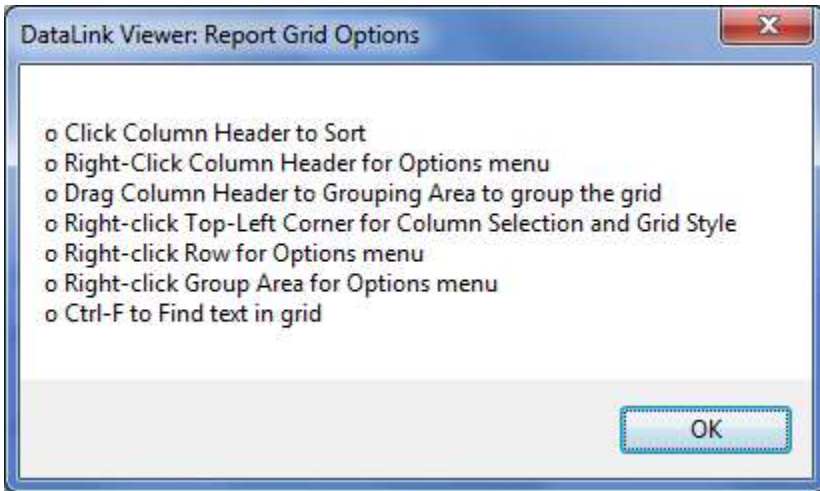 DataLink Viewer: Report Grid Options
o Click Column Header to Sort
o Right-Click Column Header for Options menu
o Drag Column Header to Grouping Area to group the grid
o Right-click Top-Left Corner for Column Selection and Grid Style
o Right-click Row for Options menu
o Right-click Group Area for Options menu
o Ctrl-F to Find text in grid
OK